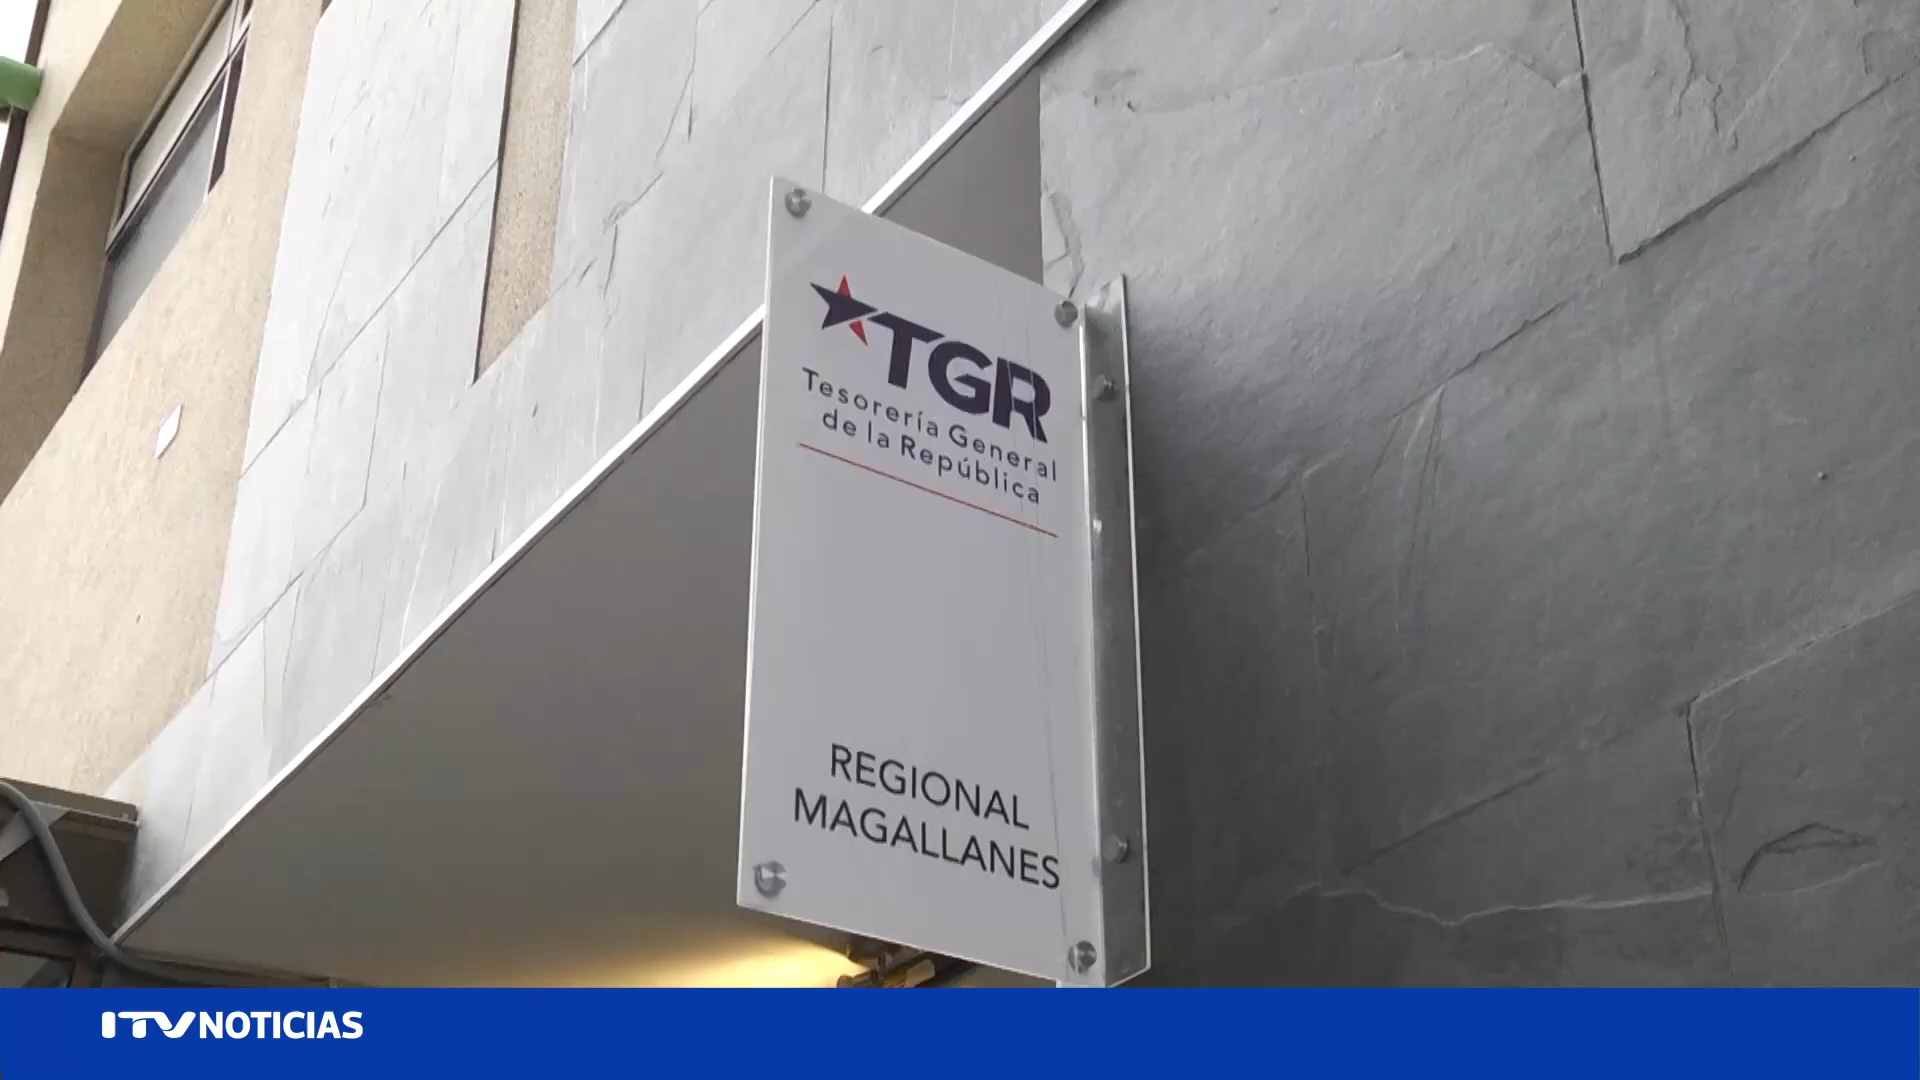 TGR
Tesorería General
de la República
REGIONAL
MAGALLANES
ITV NOTICIAS